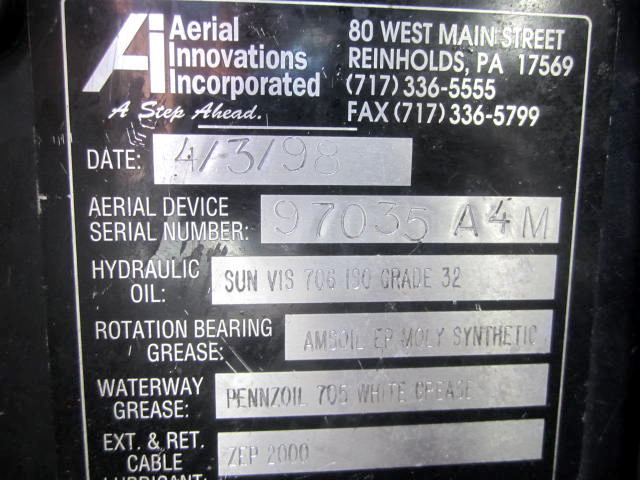 Ai Aerial
Innovations
Incorporated
A Step Ahead.
80 WEST MAIN STREET
REINHOLDS, PA 17569
(717) 336-5555
FAX (717) 336-5799
DATE: 4/3/98
AERIAL DEVICE
SERIAL NUMBER: 97035 A4M
HYDRAULIC
OIL: SUN VIS 706 ISO GRADE 32
ROTATION BEARING
GREASE: AMSOIL EP MOLY SYNTHETIC
WATERWAY
GREASE: PENNZOIL 705 WHITE GREASE
EXT. & RET.
CABLE
LUBRICANT: ZEP 2000